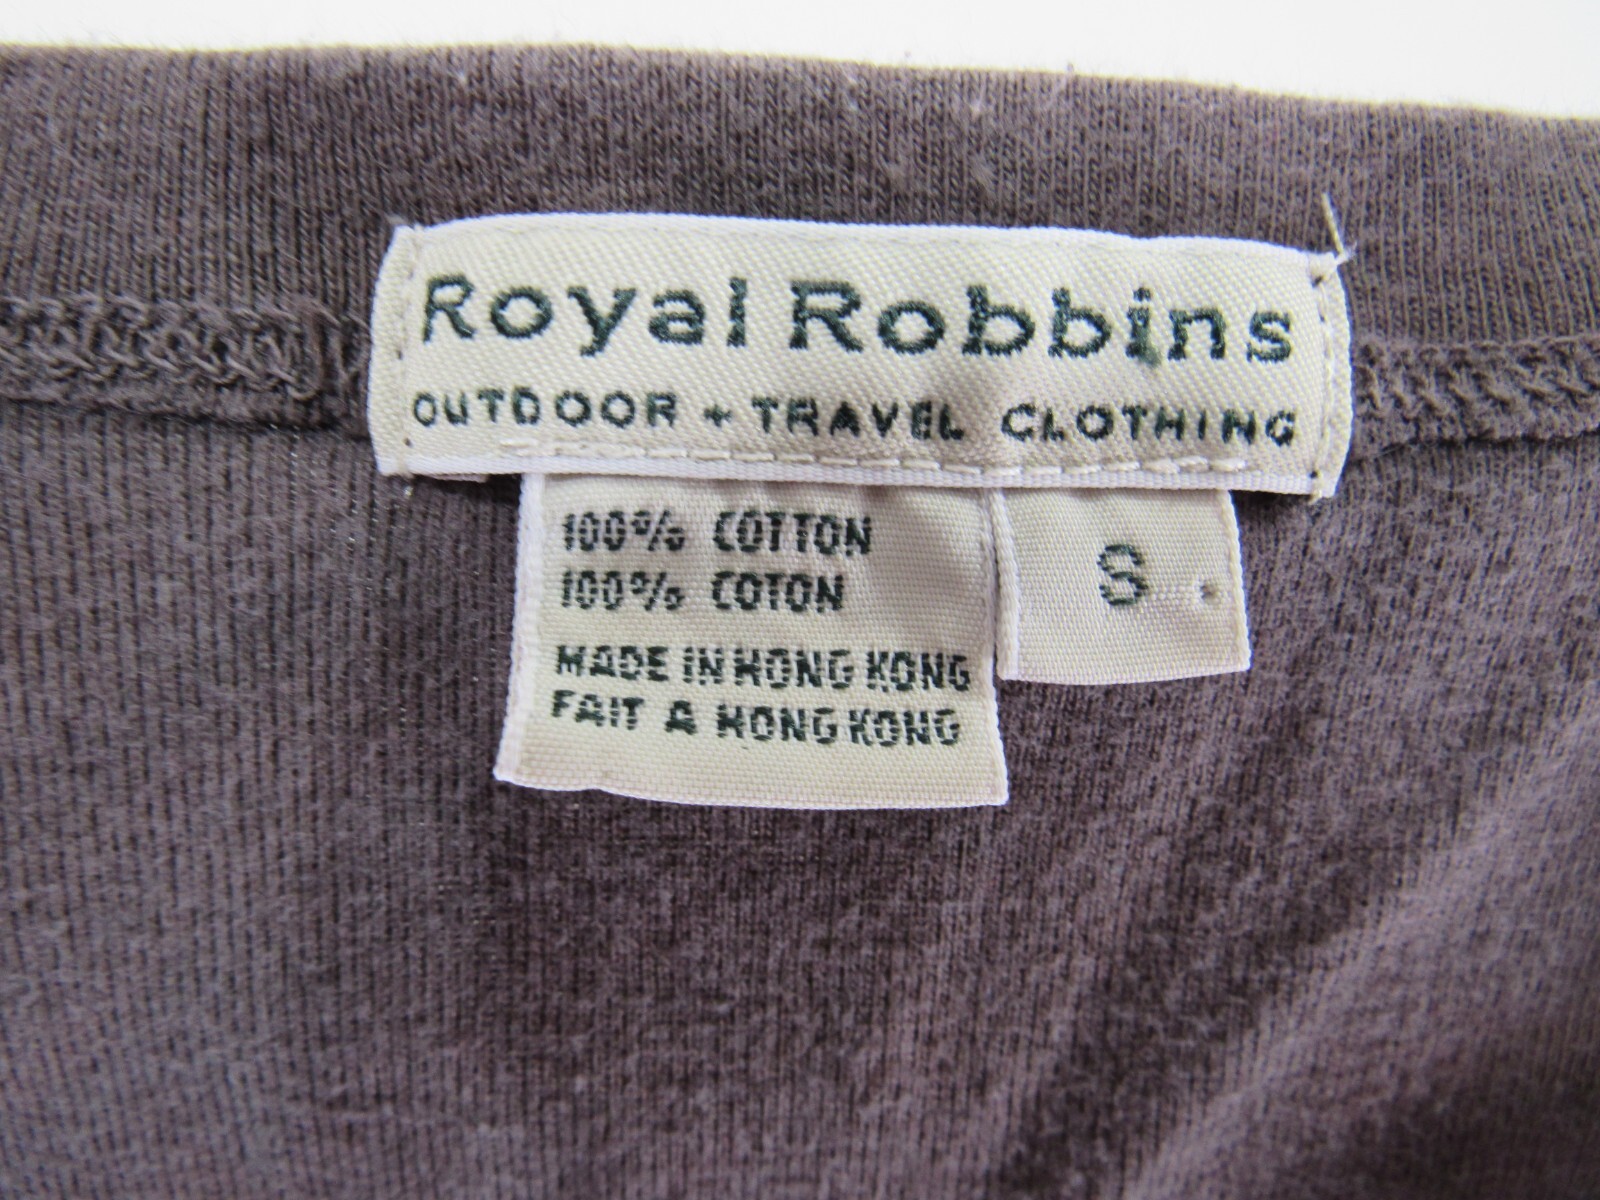 Royal Robbins
OUTDOOR + TRAVEL CLOTHING
100% COTTON
100% COTON
MADE IN HONG KONG
FAIT A HONG KONG
S